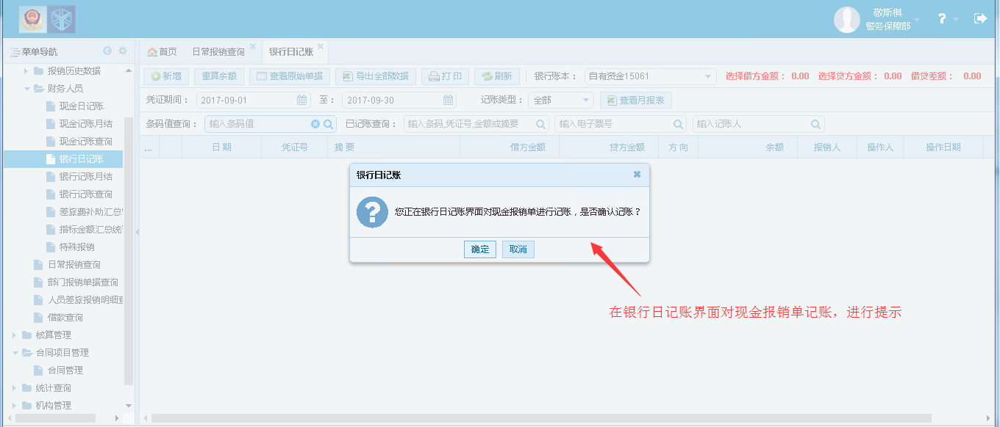 敬斯棋
警务保障部
?
菜单导航
首页
日常报销查询
银行日记账
报销历史数据
财务人员
现金日记账
现金记账月结
现金记账查询
银行日记账
银行记账月结
银行记账查询
差旅费补助汇总
指标金额汇总统
特殊报销
日常报销查询
部门报销单据查询
人员差旅报销明细查
借款查询
核算管理
合同项目管理
合同管理
统计查询
机构管理
新增 重算余额 查看原始单据 导出全部数据 打印 刷新 银行账本： 自有资金15061 选择借方金额： 0.00 选择贷方金额： 0.00 借贷差额： 0.00
凭证期间： 2017-09-01 至： 2017-09-30 记账类型： 全部 查看月报表
条码值查询： 输入条码值 已记账查询： 输入条码,凭证号,金额或摘要 输入电子票号 输入记账人
... 日期 凭证号 摘要 借方金额 贷方金额 方向 余额 报销人 操作人 操作日期
银行日记账
您正在银行日记账界面对现金报销单进行记账，是否确认记账？
确定 取消
在银行日记账界面对现金报销单记账，进行提示